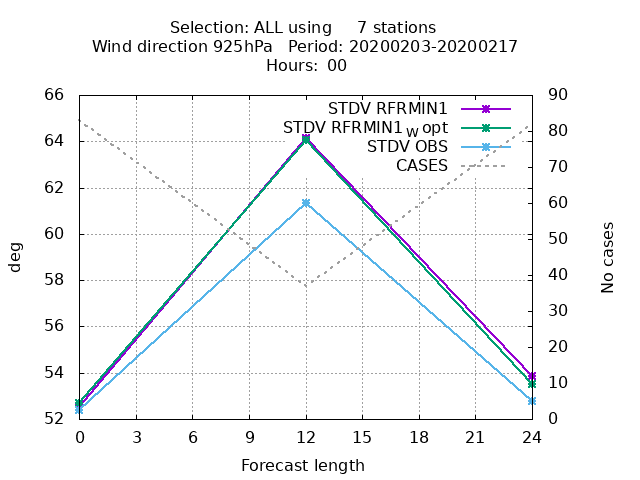 Selection: ALL using     7 stations
Wind direction 925hPa   Period: 20200203-20200217
Hours: 00
STDV RFRMIN1
STDV RFRMIN1_W opt
STDV OBS
CASES
deg
No cases
66
64
62
60
58
56
54
52
90
80
70
60
50
40
30
20
10
0
0 3 6 9 12 15 18 21 24
Forecast length